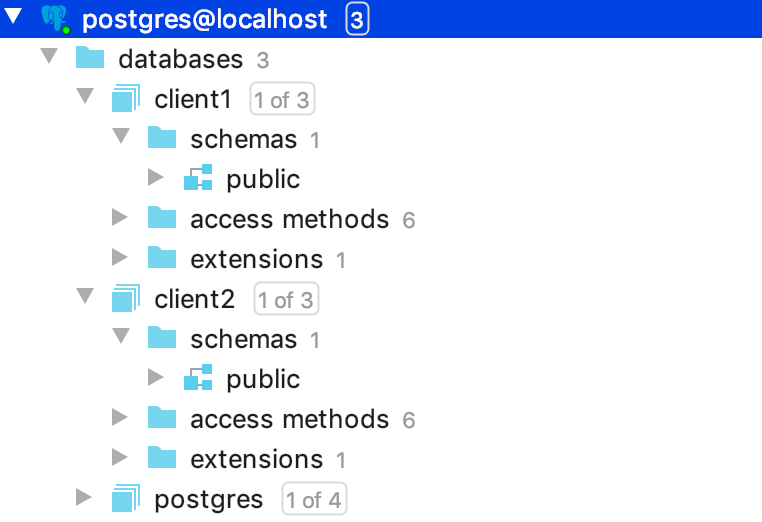 postgres@localhost 3
databases 3
client1 1 of 3
schemas 1
public
access methods 6
extensions 1
client2 1 of 3
schemas 1
public
access methods 6
extensions 1
postgres 1 of 4